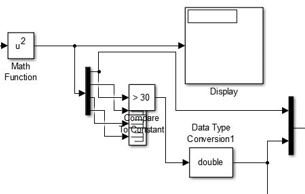 u²
Math
Function
Display
> 30
Compare
To Constant
Data Type
Conversion1
double